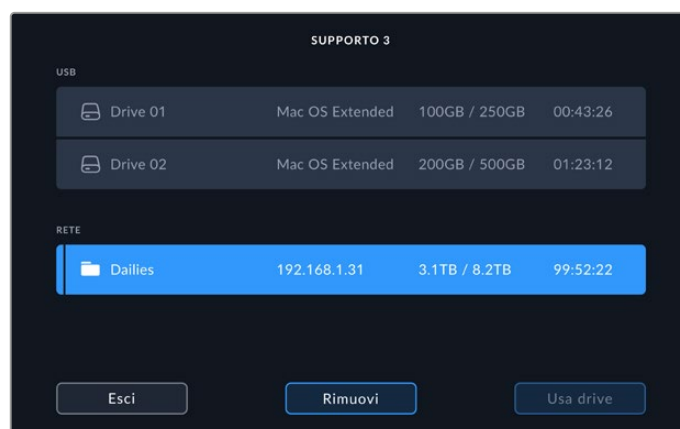 SUPPORTO 3
USB
Drive 01 Mac OS Extended 100GB / 250GB 00:43:26
Drive 02 Mac OS Extended 200GB / 500GB 01:23:12
RETE
Dailies 192.168.1.31 3.1TB / 8.2TB 99:52:22
Esci Rimuovi Usa drive